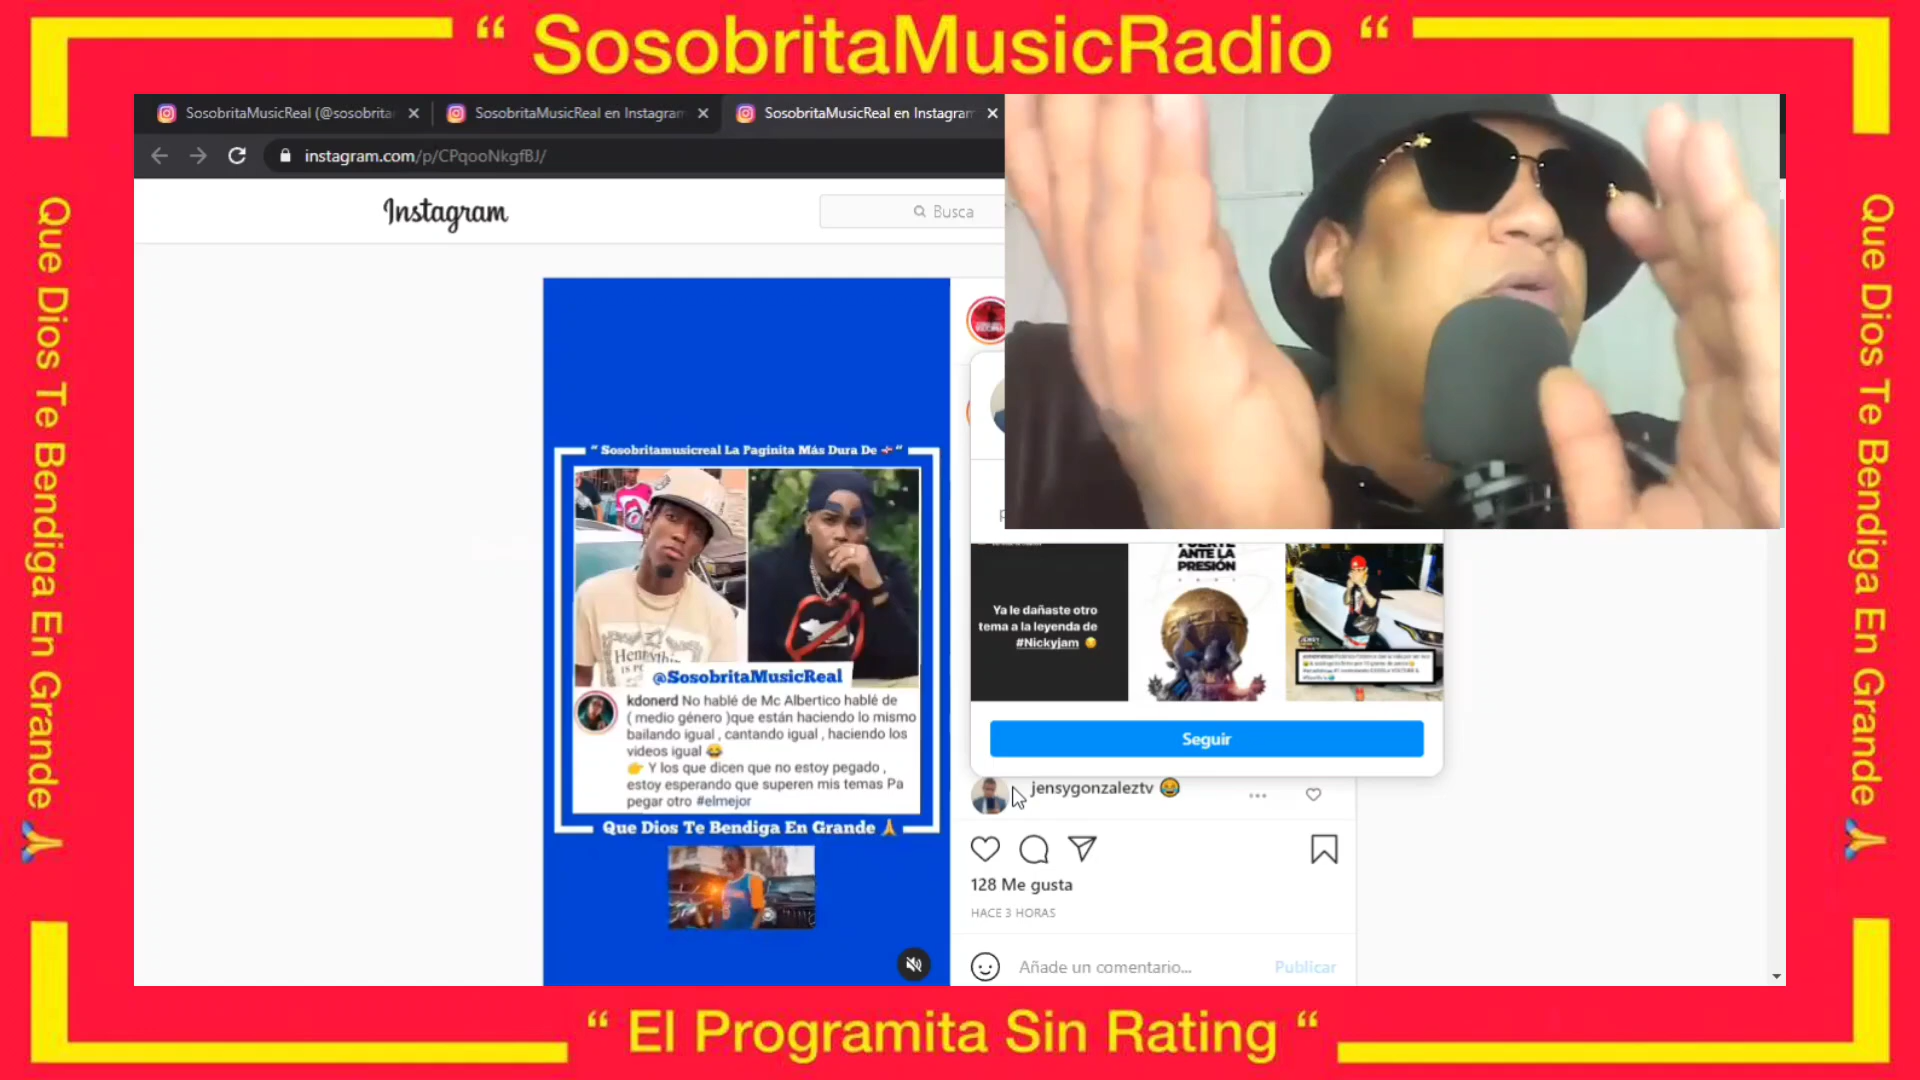 “ SosobritaMusicRadio “
SosobritaMusicReal (@sosobrita
SosobritaMusicReal en Instagram
SosobritaMusicReal en Instagram
instagram.com/p/CPqooNkgfBJ/
Instagram
Busca
Que Dios Te Bendiga En Grande 🙏
Que Dios Te Bendiga En Grande 🙏
“ Sosobritamusicreal La Paginita Más Dura De 🇩🇴 “
@SosobritaMusicReal
kdonerd No hablé de Mc Albertico hablé de
( medio género )que están haciendo lo mismo
bailando igual , cantando igual , haciendo los
videos igual 😂
👉 Y los que dicen que no estoy pegado ,
estoy esperando que superen mis temas Pa
pegar otro #elmejor
Que Dios Te Bendiga En Grande 🙏
Ya le dañaste otro
tema a la leyenda de
#Nickyjam
FUERTE
ANTE LA
PRESIÓN
Seguir
jensygonzaleztv 😂
128 Me gusta
HACE 3 HORAS
Añade un comentario...
Publicar
“ El Programita Sin Rating “